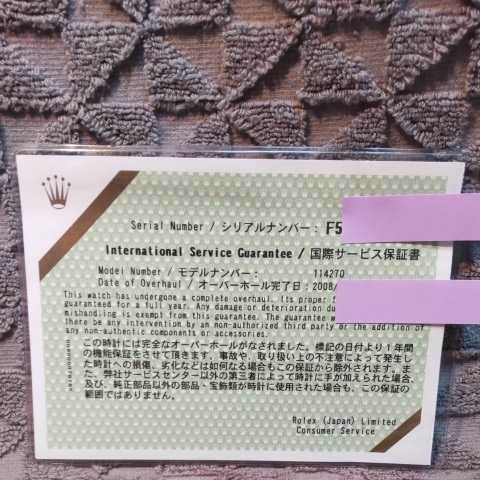 Serial Number / シリアルナンバー : F5
International Service Guarantee / 国際サービス保証書
Model Number / モデルナンバー : 114270
Date of Overhaul / オーバーホール完了日 : 2008/
This watch has undergone a complete overhaul. Its proper f
guaranteed for a full year. Any damage or deterioration du
mishandling is exempt from this guarantee. The guarantee w
there be any intervention by non-authorized third party or the addition of
any non-authentic components or accessories.
この時計には完全なオーバーホールがなされました。標記の日付より1年間
の機能保証をさせて頂きます。事故や、取り扱い上の不注意によって発生し
た時計への損傷、劣化などは如何なる場合もこの保証から除外されます。ま
た、弊社サービスセンター以外の第三者によって時計に手が加えられた場合、
及び、純正部品以外の部品・宝飾類が時計に使用された場合も、この保証の
範囲ではありません。
Rolex (Japan) Limited
Consumer Service